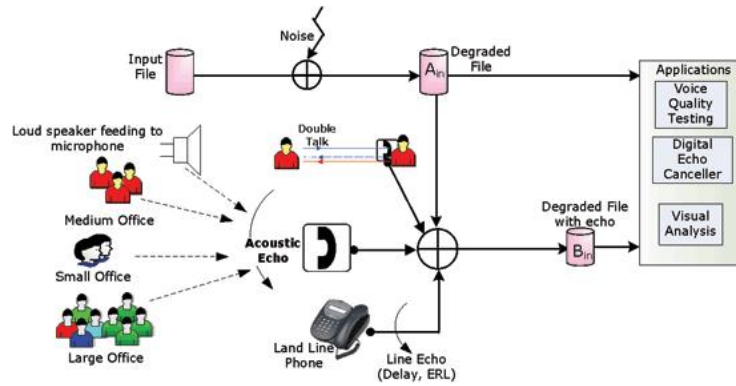 Noise
Input
File
A in
Degraded
File
Applications
Voice
Quality
Testing
Digital
Echo
Canceller
Visual
Analysis
Loud speaker feeding to
microphone
Double
Talk
Medium Office
Small Office
Large Office
Acoustic
Echo
Degraded File
with echo
B in
Land Line
Phone
Line Echo
(Delay, ERL)